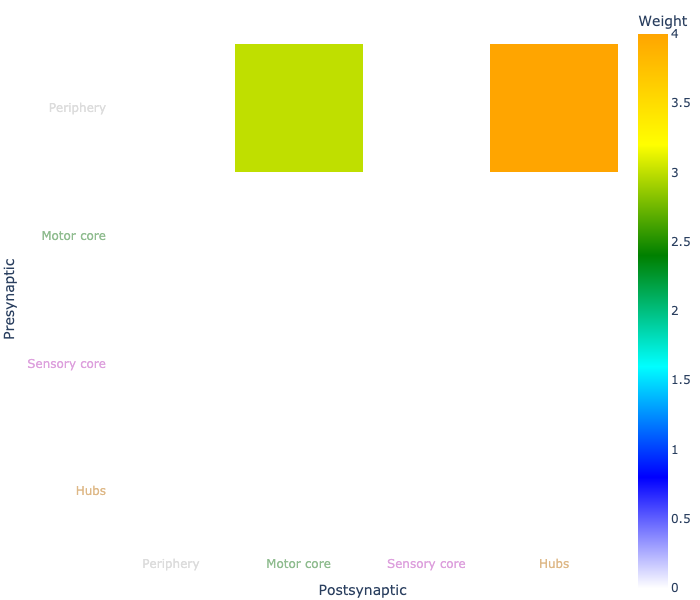 Weight
4
3.5
3
2.5
2
1.5
1
0.5
0
Presynaptic
Periphery
Motor core
Sensory core
Hubs
Periphery
Motor core
Sensory core
Hubs
Postsynaptic